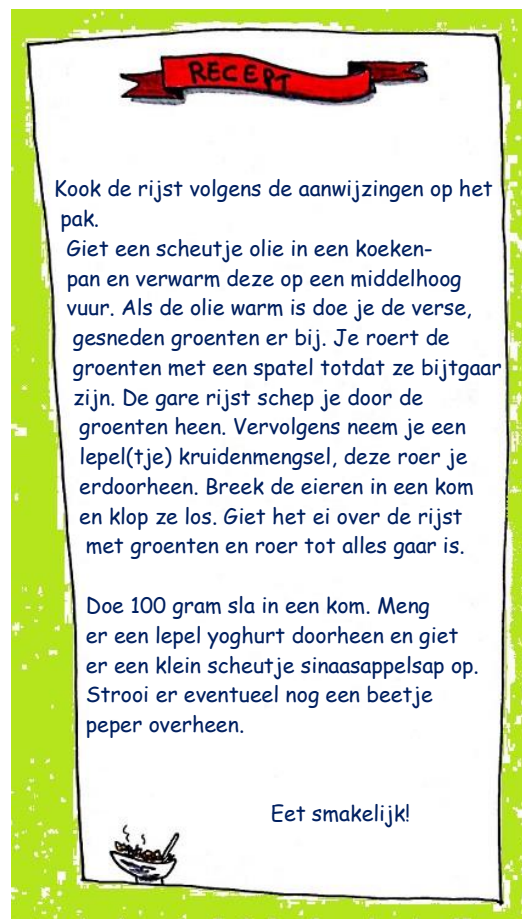 RECEPT
Kook de rijst volgens de aanwijzingen op het
pak.
Giet een scheutje olie in een koeken-
pan en verwarm deze op een middelhoog
vuur. Als de olie warm is doe je de verse,
gesneden groenten er bij. Je roert de
groenten met een spatel totdat ze bijtgaar
zijn. De gare rijst schep je door de
groenten heen. Vervolgens neem je een
lepel(tje) kruidenmengsel, deze roer je
erdoorheen. Breek de eieren in een kom
en klop ze los. Giet het ei over de rijst
met groenten en roer tot alles gaar is.
Doe 100 gram sla in een kom. Meng
er een lepel yoghurt doorheen en giet
er een klein scheutje sinaasappelsap op.
Strooi er eventueel nog een beetje
peper overheen.
Eet smakelijk!